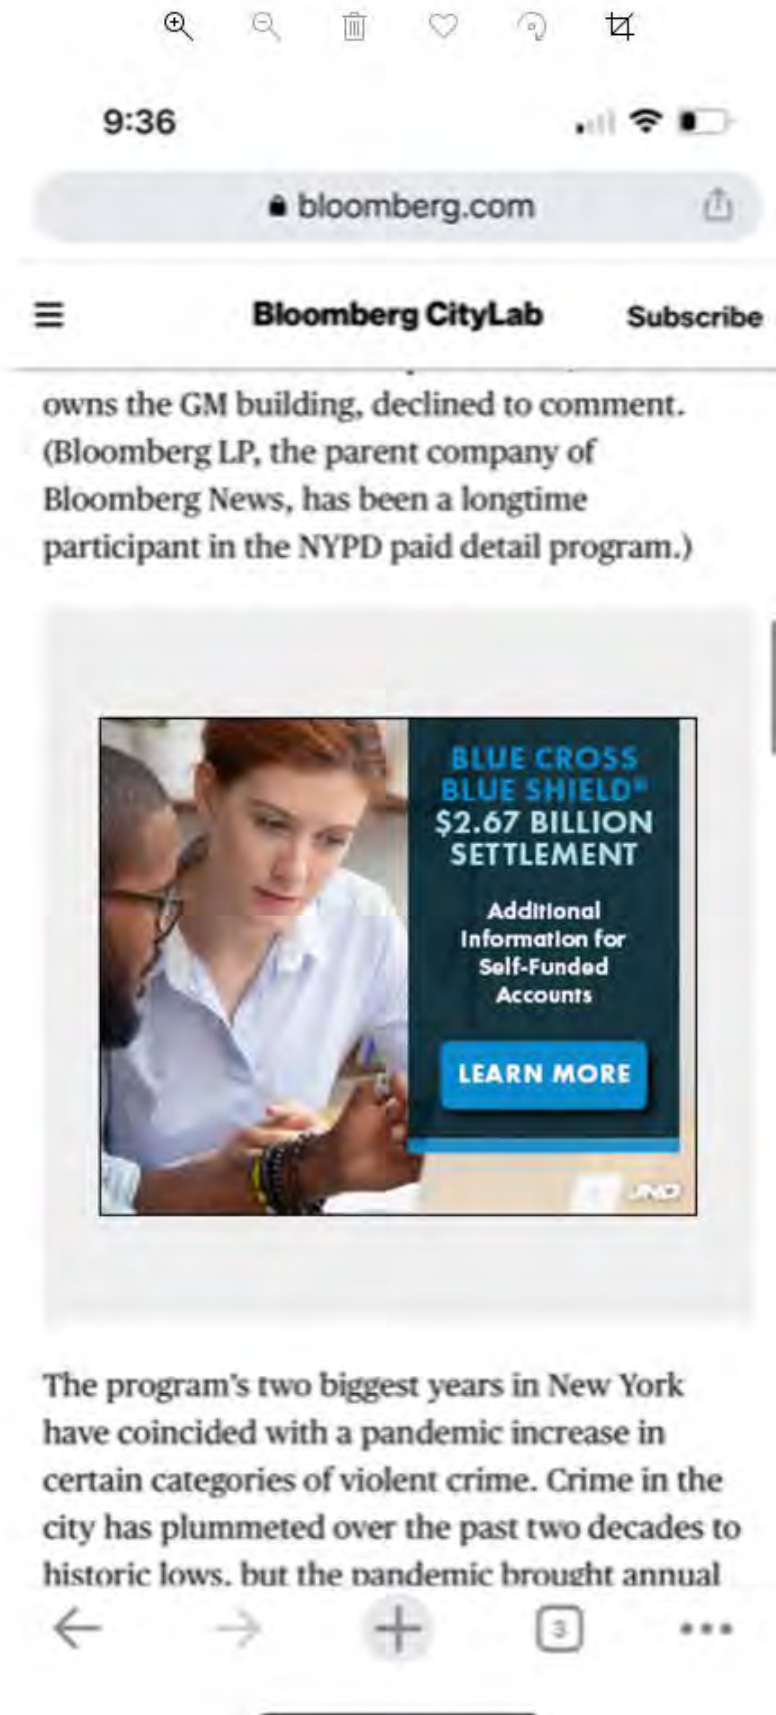 9:36
bloomberg.com
Bloomberg CityLab
Subscribe
owns the GM building, declined to comment.
(Bloomberg LP, the parent company of
Bloomberg News, has been a longtime
participant in the NYPD paid detail program.)
BLUE CROSS
BLUE SHIELD®
$2.67 BILLION
SETTLEMENT
Additional
Information for
Self-Funded
Accounts
LEARN MORE
JND
The program's two biggest years in New York
have coincided with a pandemic increase in
certain categories of violent crime. Crime in the
city has plummeted over the past two decades to
historic lows, but the pandemic brought annual
3